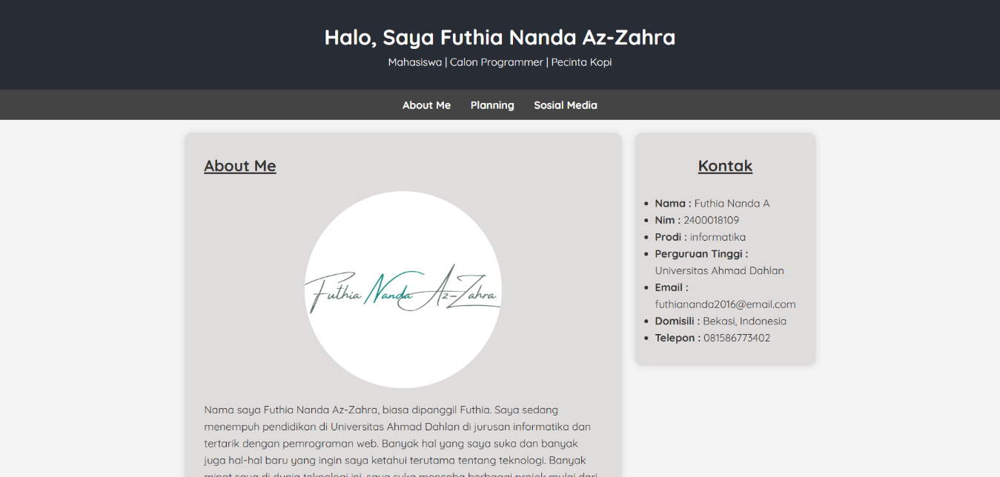 Halo, Saya Futhia Nanda Az-Zahra
Mahasiswa | Calon Programmer | Pecinta Kopi
About Me Planning Sosial Media
About Me
Futhia Nanda Az-Zahra
Nama saya Futhia Nanda Az-Zahra, biasa dipanggil Futhia. Saya sedang
menempuh pendidikan di Universitas Ahmad Dahlan di jurusan informatika dan
tertarik dengan pemrograman web. Banyak hal yang saya suka dan banyak
juga hal-hal baru yang ingin saya ketahui terutama tentang teknologi. Banyak
minat saya di dunia teknologi ini, saya suka mencoba berbagai projek mulai dari
Kontak
Nama : Futhia Nanda A
Nim : 2400018109
Prodi : informatika
Perguruan Tinggi :
Universitas Ahmad Dahlan
Email :
futhiananda2016@email.com
Domisili : Bekasi, Indonesia
Telepon : 081586773402